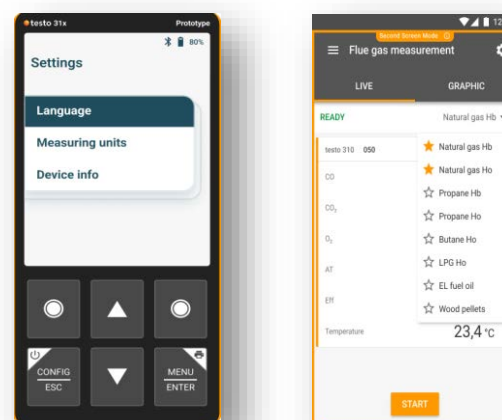 testo 31x Prototype
80%
Settings
Language
Measuring units
Device info
CONFIG
ESC
MENU
ENTER
12
Second Screen Mode
Flue gas measurement
LIVE GRAPHIC
READY Natural gas Hb
testo 310 050
Natural gas Hb
CO
Natural gas Ho
Propane Hb
CO₂
Propane Ho
O₂
Butane Ho
AT
LPG Ho
EL fuel oil
Eff
Wood pellets
Temperature 23,4 °C
START